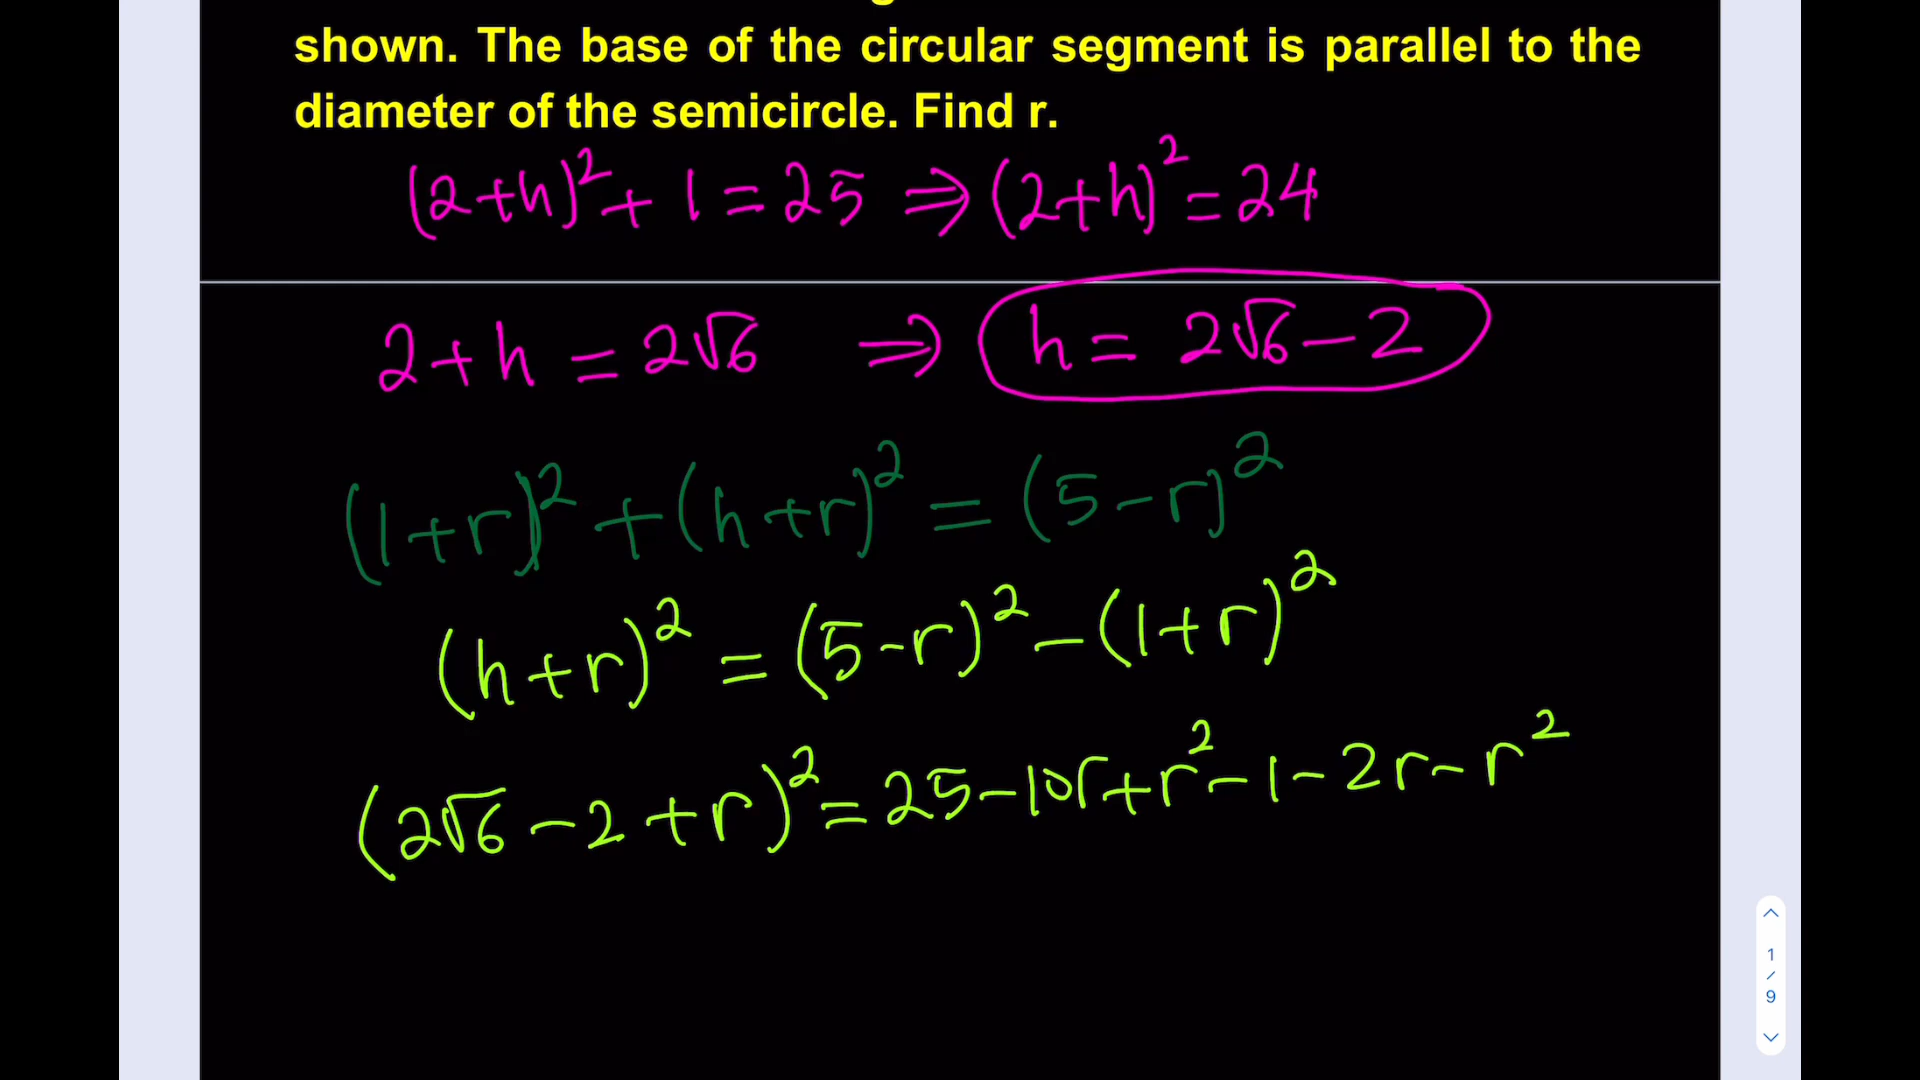 shown. The base of the circular segment is parallel to the
diameter of the semicircle. Find r.
(2+h)² + 1 = 25 ⇒ (2+h)² = 24
2 + h = 2√6 ⇒ h = 2√6 − 2
(1+r)² + (h+r)² = (5−r)²
(h+r)² = (5−r)² − (1+r)²
(2√6 − 2 + r)² = 25 − 10r + r² − 1 − 2r − r²
1
/
9